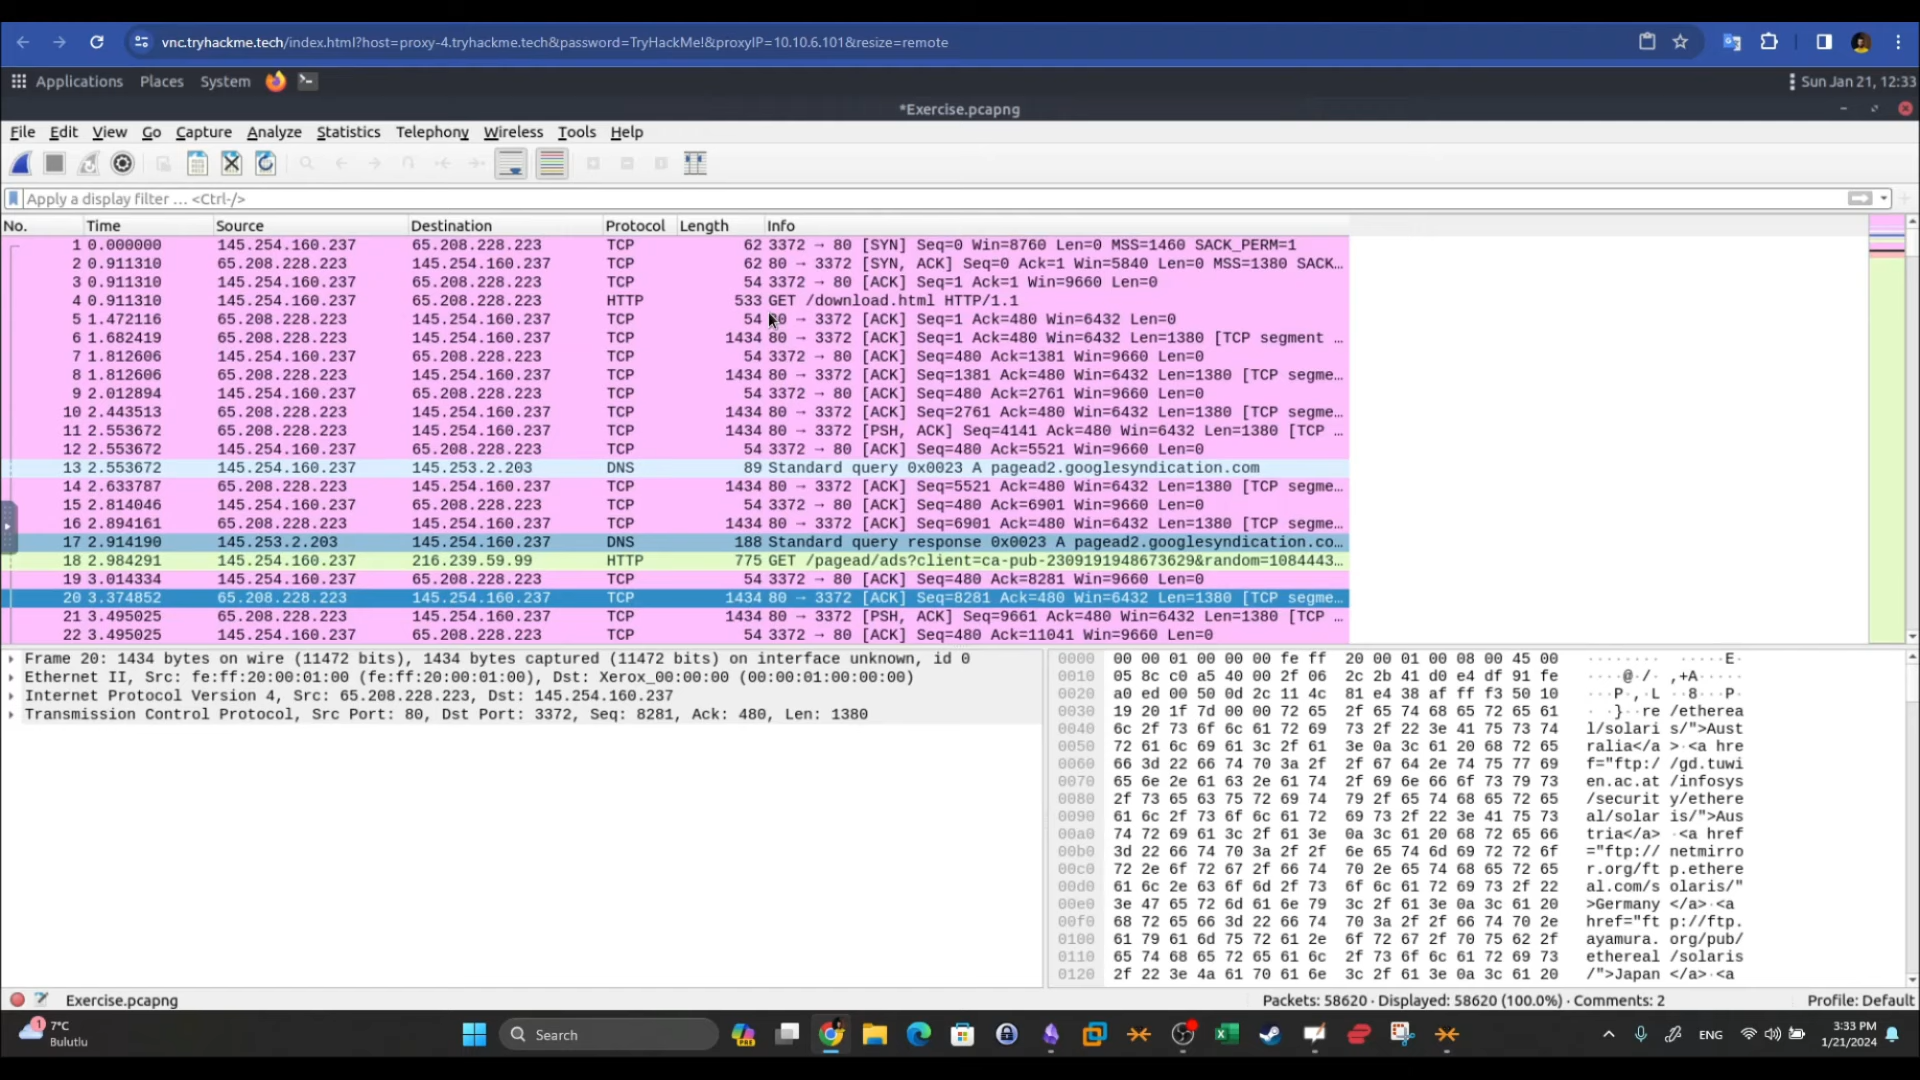 vnc.tryhackme.tech/index.html?host=proxy-4.tryhackme.tech&password=TryHackMe!&proxyIP=10.10.6.101&resize=remote
Applications Places System Sun Jan 21, 12:33
*Exercise.pcapng
File Edit View Go Capture Analyze Statistics Telephony Wireless Tools Help
Apply a display filter … <Ctrl-/>
No. Time Source Destination Protocol Length Info
1 0.000000 145.254.160.237 65.208.228.223 TCP 62 3372 → 80 [SYN] Seq=0 Win=8760 Len=0 MSS=1460 SACK_PERM=1
2 0.911310 65.208.228.223 145.254.160.237 TCP 62 80 → 3372 [SYN, ACK] Seq=0 Ack=1 Win=5840 Len=0 MSS=1380 SACK…
3 0.911310 145.254.160.237 65.208.228.223 TCP 54 3372 → 80 [ACK] Seq=1 Ack=1 Win=9660 Len=0
4 0.911310 145.254.160.237 65.208.228.223 HTTP 533 GET /download.html HTTP/1.1
5 1.472116 65.208.228.223 145.254.160.237 TCP 54 80 → 3372 [ACK] Seq=1 Ack=480 Win=6432 Len=0
6 1.682419 65.208.228.223 145.254.160.237 TCP 1434 80 → 3372 [ACK] Seq=1 Ack=480 Win=6432 Len=1380 [TCP segment …
7 1.812606 145.254.160.237 65.208.228.223 TCP 54 3372 → 80 [ACK] Seq=480 Ack=1381 Win=9660 Len=0
8 1.812606 65.208.228.223 145.254.160.237 TCP 1434 80 → 3372 [ACK] Seq=1381 Ack=480 Win=6432 Len=1380 [TCP segme…
9 2.012894 145.254.160.237 65.208.228.223 TCP 54 3372 → 80 [ACK] Seq=480 Ack=2761 Win=9660 Len=0
10 2.443513 65.208.228.223 145.254.160.237 TCP 1434 80 → 3372 [ACK] Seq=2761 Ack=480 Win=6432 Len=1380 [TCP segme…
11 2.553672 65.208.228.223 145.254.160.237 TCP 1434 80 → 3372 [PSH, ACK] Seq=4141 Ack=480 Win=6432 Len=1380 [TCP …
12 2.553672 145.254.160.237 65.208.228.223 TCP 54 3372 → 80 [ACK] Seq=480 Ack=5521 Win=9660 Len=0
13 2.553672 145.254.160.237 145.253.2.203 DNS 89 Standard query 0x0023 A pagead2.googlesyndication.com
14 2.633787 65.208.228.223 145.254.160.237 TCP 1434 80 → 3372 [ACK] Seq=5521 Ack=480 Win=6432 Len=1380 [TCP segme…
15 2.814046 145.254.160.237 65.208.228.223 TCP 54 3372 → 80 [ACK] Seq=480 Ack=6901 Win=9660 Len=0
16 2.894161 65.208.228.223 145.254.160.237 TCP 1434 80 → 3372 [ACK] Seq=6901 Ack=480 Win=6432 Len=1380 [TCP segme…
17 2.914190 145.253.2.203 145.254.160.237 DNS 188 Standard query response 0x0023 A pagead2.googlesyndication.co…
18 2.984291 145.254.160.237 216.239.59.99 HTTP 775 GET /pagead/ads?client=ca-pub-2309191948673629&random=1084443…
19 3.014334 145.254.160.237 65.208.228.223 TCP 54 3372 → 80 [ACK] Seq=480 Ack=8281 Win=9660 Len=0
20 3.374852 65.208.228.223 145.254.160.237 TCP 1434 80 → 3372 [ACK] Seq=8281 Ack=480 Win=6432 Len=1380 [TCP segme…
21 3.495025 65.208.228.223 145.254.160.237 TCP 1434 80 → 3372 [PSH, ACK] Seq=9661 Ack=480 Win=6432 Len=1380 [TCP …
22 3.495025 145.254.160.237 65.208.228.223 TCP 54 3372 → 80 [ACK] Seq=480 Ack=11041 Win=9660 Len=0
Frame 20: 1434 bytes on wire (11472 bits), 1434 bytes captured (11472 bits) on interface unknown, id 0
Ethernet II, Src: fe:ff:20:00:01:00 (fe:ff:20:00:01:00), Dst: Xerox_00:00:00 (00:00:01:00:00:00)
Internet Protocol Version 4, Src: 65.208.228.223, Dst: 145.254.160.237
Transmission Control Protocol, Src Port: 80, Dst Port: 3372, Seq: 8281, Ack: 480, Len: 1380
0000 00 00 01 00 00 00 fe ff 20 00 01 00 08 00 45 00 ········ ·····E·
0010 05 8c c0 a5 40 00 2f 06 2c 2b 41 d0 e4 df 91 fe ····@·/· ,+A·····
0020 a0 ed 00 50 0d 2c 11 4c 81 e4 38 af ff f3 50 10 ···P·,·L ··8···P·
0030 19 20 1f 7d 00 00 72 65 2f 65 74 68 65 72 65 61 · ·}··re /etherea
0040 6c 2f 73 6f 6c 61 72 69 73 2f 22 3e 41 75 73 74 l/solari s/">Aust
0050 72 61 6c 69 61 3c 2f 61 3e 0a 3c 61 20 68 72 65 ralia</a >·<a hre
0060 66 3d 22 66 74 70 3a 2f 2f 67 64 2e 74 75 77 69 f="ftp:/ /gd.tuwi
0070 65 6e 2e 61 63 2e 61 74 2f 69 6e 66 6f 73 79 73 en.ac.at /infosys
0080 2f 73 65 63 75 72 69 74 79 2f 65 74 68 65 72 65 /securit y/ethere
0090 61 6c 2f 73 6f 6c 61 72 69 73 2f 22 3e 41 75 73 al/solar is/">Aus
00a0 74 72 69 61 3c 2f 61 3e 0a 3c 61 20 68 72 65 66 tria</a> ·<a href
00b0 3d 22 66 74 70 3a 2f 2f 6e 65 74 6d 69 72 72 6f ="ftp:// netmirro
00c0 72 2e 6f 72 67 2f 66 74 70 2e 65 74 68 65 72 65 r.org/ft p.ethere
00d0 61 6c 2e 63 6f 6d 2f 73 6f 6c 61 72 69 73 2f 22 al.com/s olaris/"
00e0 3e 47 65 72 6d 61 6e 79 3c 2f 61 3e 0a 3c 61 20 >Germany </a>·<a
00f0 68 72 65 66 3d 22 66 74 70 3a 2f 2f 66 74 70 2e href="ft p://ftp.
0100 61 79 61 6d 75 72 61 2e 6f 72 67 2f 70 75 62 2f ayamura. org/pub/
0110 65 74 68 65 72 65 61 6c 2f 73 6f 6c 61 72 69 73 ethereal /solaris
0120 2f 22 3e 4a 61 70 61 6e 3c 2f 61 3e 0a 3c 61 20 /">Japan </a>·<a
Exercise.pcapng Packets: 58620 · Displayed: 58620 (100.0%) · Comments: 2 Profile: Default
1 7°C
Bulutlu
Search
ENG
3:33 PM
1/21/2024